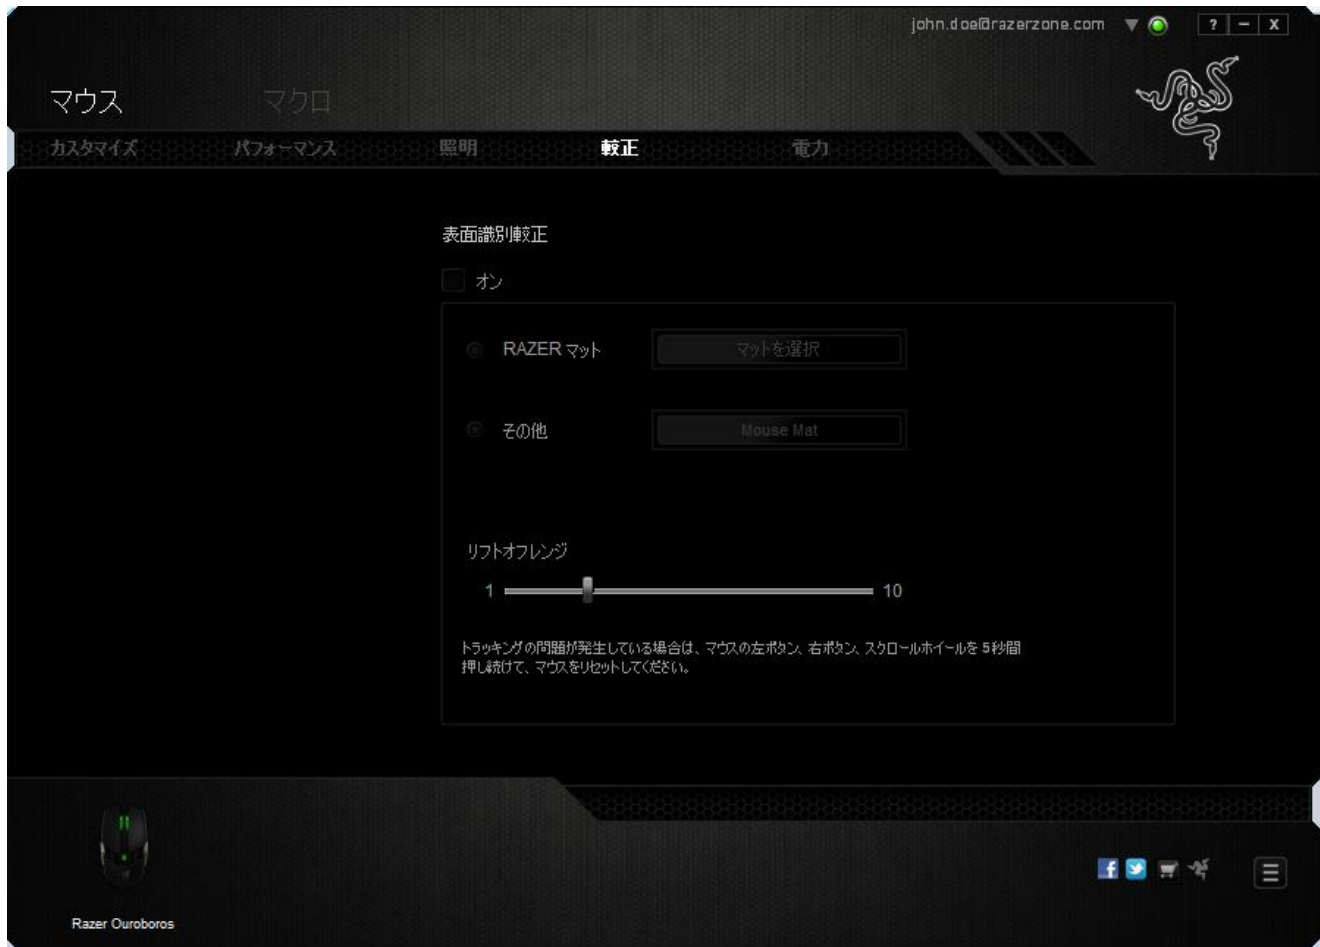 john.doe@razerzone.com
? − X
マウス マクロ
カスタマイズ パフォーマンス 照明 較正 電力
表面識別較正
オン
RAZER マット マットを選択
その他 Mouse Mat
リフトオフレンジ
1 10
トラッキングの問題が発生している場合は、マウスの左ボタン、右ボタン、スクロールホイールを 5秒間
押し続けて、マウスをリセットしてください。
f
Razer Ouroboros